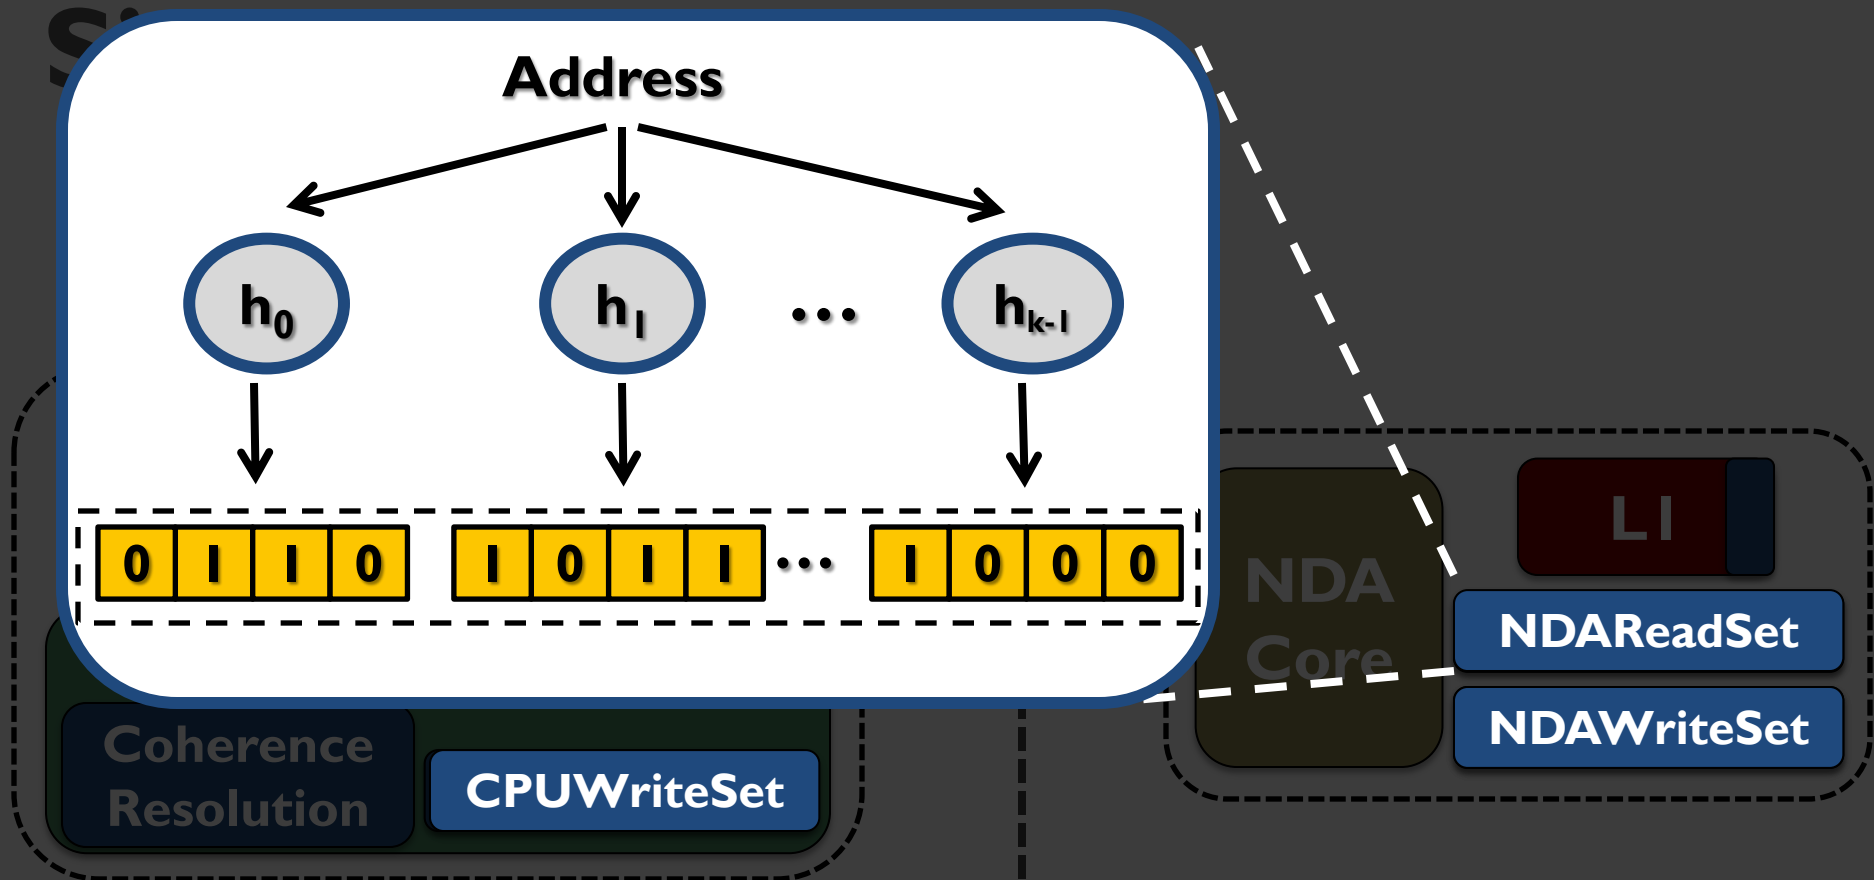 Address
h0 h1 ... hk-1
0 1 1 0 1 0 1 1 ... 1 0 0 0
NDA
Core
L1
NDAReadSet
NDAWriteSet
Coherence
Resolution
CPUWriteSet